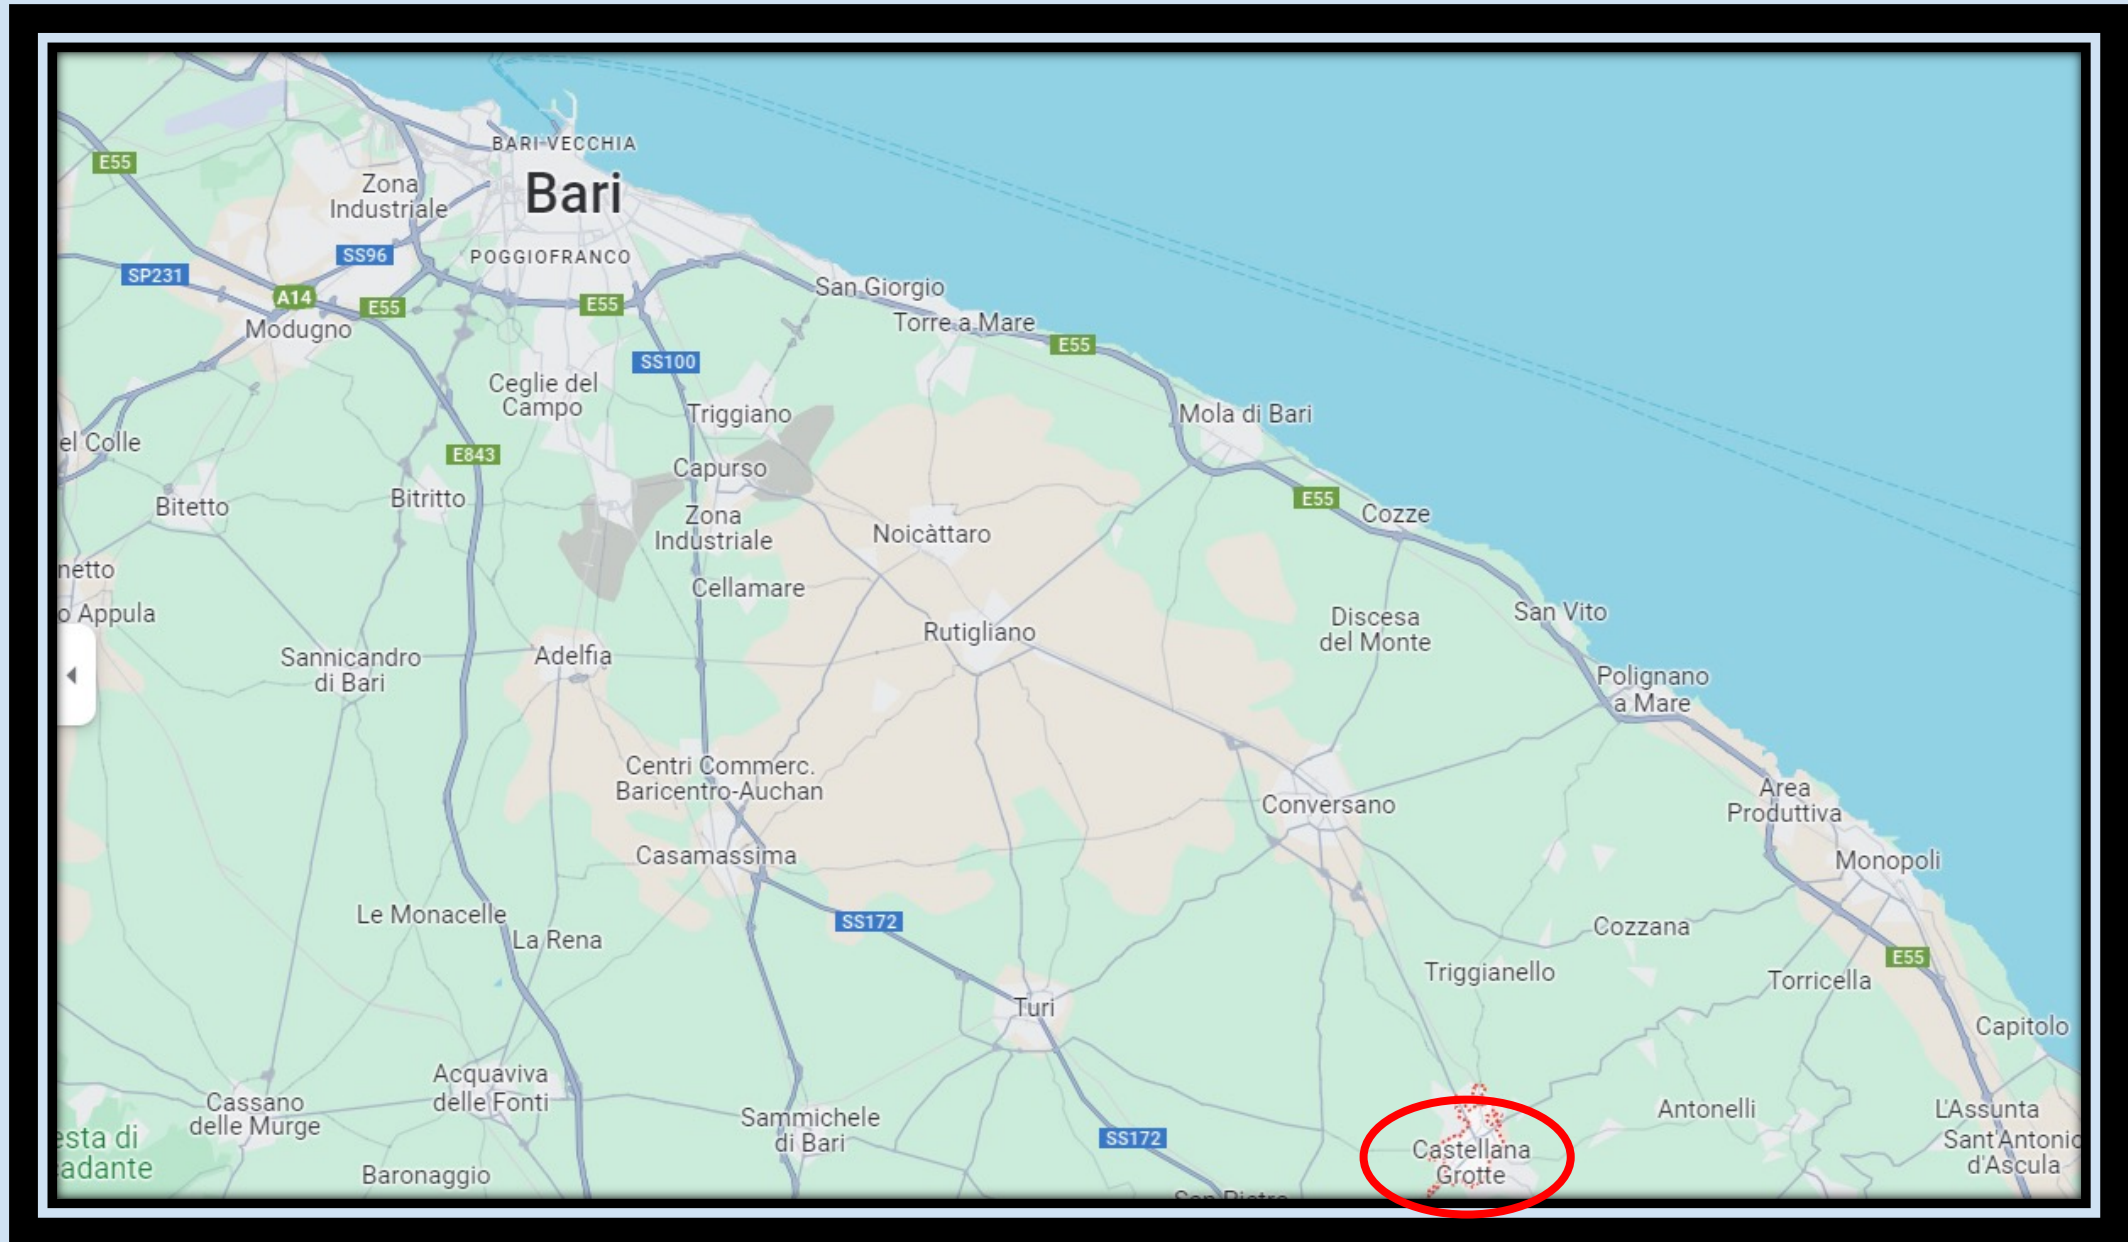 BARI VECCHIA
Bari
E55
Zona
Industriale
SS96
POGGIOFRANCO
SP231
A14
E55
E55
San Giorgio
Modugno
Torre a Mare
E55
SS100
Ceglie del
Campo
Triggiano
Mola di Bari
el Colle
E843
Capurso
Bitetto
Bitritto
E55
Cozze
Zona
Industriale
Noicàttaro
netto
Cellamare
o Appula
San Vito
Discesa
del Monte
Rutigliano
Sannicandro
di Bari
Adelfia
Polignano
a Mare
Centri Commerc.
Baricentro-Auchan
Conversano
Area
Produttiva
Casamassima
Monopoli
Le Monacelle
SS172
La Rena
Cozzana
E55
Triggianello
Torricella
Turi
Capitolo
Acquaviva
delle Fonti
Cassano
delle Murge
Sammichele
di Bari
Antonelli
L'Assunta
esta di
adante
SS172
Castellana
Grotte
Sant'Antonio
d'Ascula
Baronaggio
San Pietro